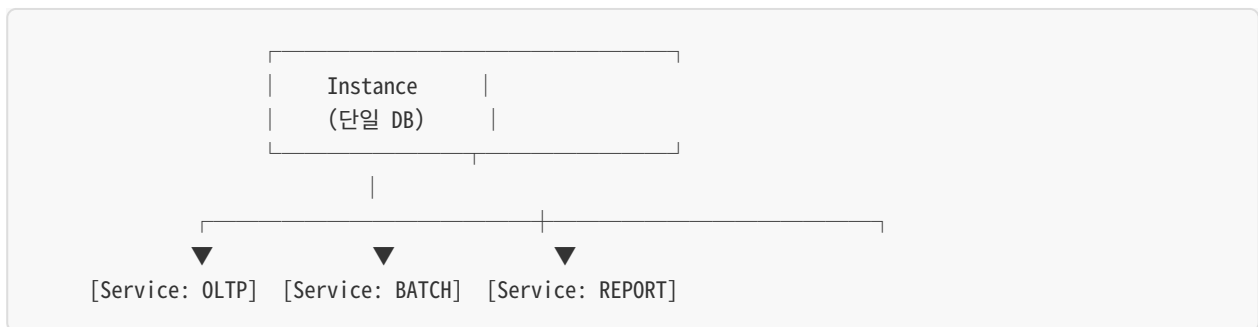 Instance
(단일 DB)
[Service: OLTP] [Service: BATCH] [Service: REPORT]